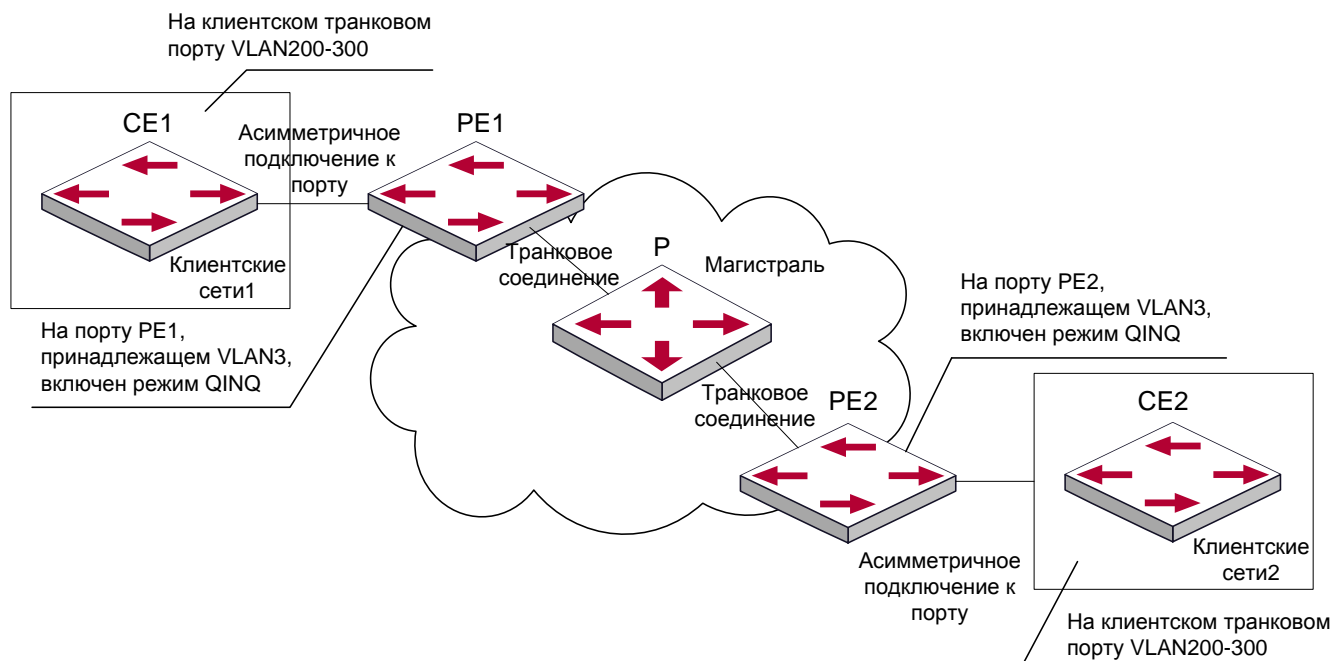 На клиентском транковом
порту VLAN200-300
CE1
Асимметричное
подключение к
порту
PE1
Клиентские
сети1
Транковое
соединение
P
Магистраль
На порту PE1,
принадлежащем VLAN3,
включен режим QINQ
На порту PE2,
принадлежащем VLAN3,
включен режим QINQ
Транковое
соединение
PE2
CE2
Асимметричное
подключение к
порту
Клиентские
сети2
На клиентском транковом
порту VLAN200-300